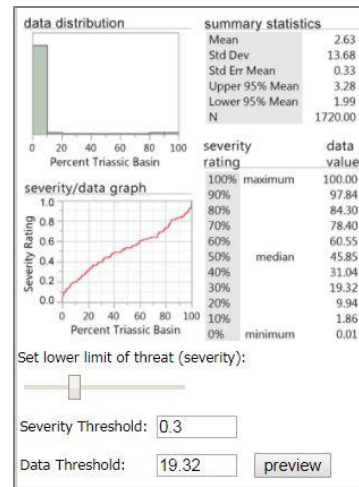 data distribution
0 20 40 60 80 100
Percent Triassic Basin
summary statistics
Mean 2.63
Std Dev 13.68
Std Err Mean 0.33
Upper 95% Mean 3.28
Lower 95% Mean 1.99
N 1720.00
severity/data graph
Severity Rating
1.0
0.8
0.6
0.4
0.2
0.0
0 20 40 60 80 100
Percent Triassic Basin
severity data
rating value
100% maximum 100.00
90% 97.84
80% 84.30
70% 78.40
60% 60.55
50% median 45.85
40% 31.04
30% 19.32
20% 9.94
10% 1.86
0% minimum 0.01
Set lower limit of threat (severity):
Severity Threshold: 0.3
Data Threshold: 19.32 preview